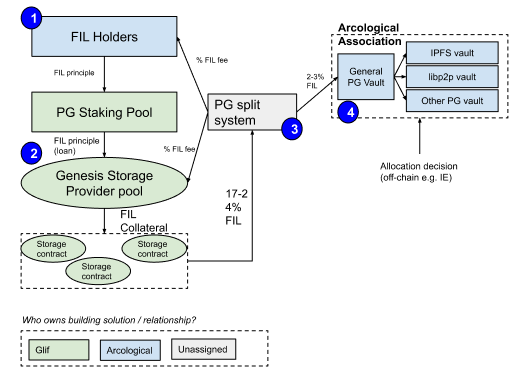 1
FIL Holders
% FIL fee
FIL principle
PG Staking Pool
FIL principle
(loan)
% FIL fee
2
Genesis Storage
Provider pool
FIL
Collateral
Storage
contract
Storage
contract
Storage
contract
PG split
system
3
17-2
4%
FIL
2-3%
FIL
Arcological
Association
General
PG Vault
4
IPFS vault
libp2p vault
Other PG vault
Allocation decision
(off-chain e.g. IE)
Who owns building solution / relationship?
Glif
Arcological
Unassigned